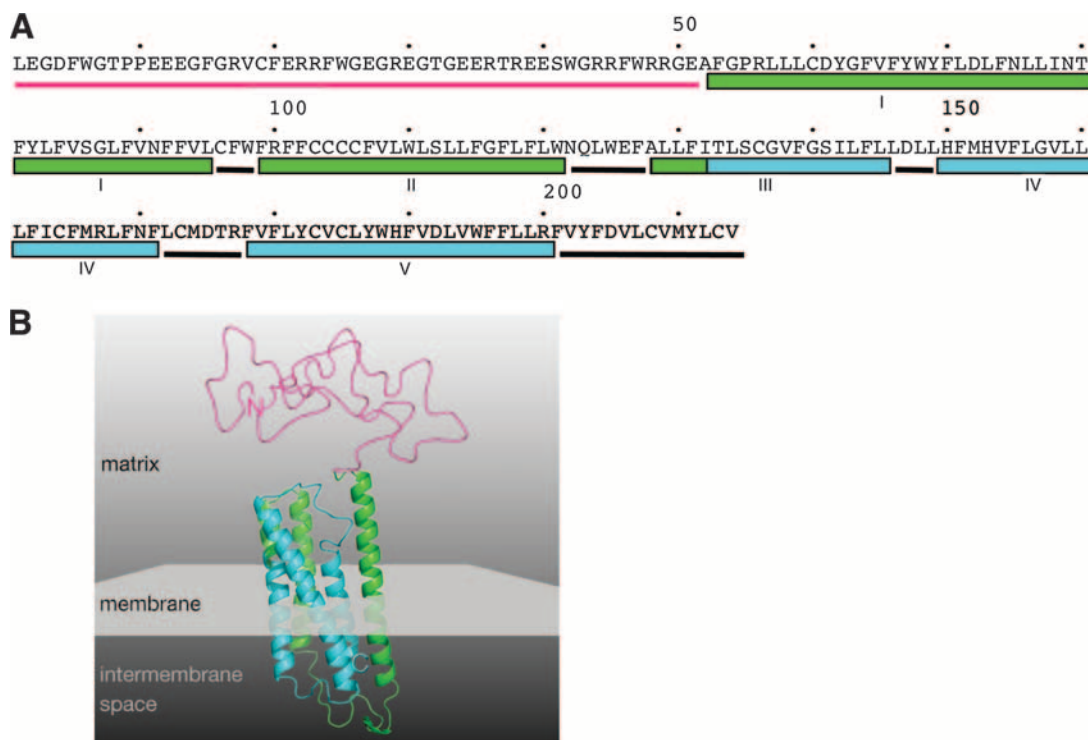 A
50
LEGDFWGTPPEEEGFGRVCFERRFWGEGREGTGEERTREESWGRRFWRRGEAFGPRLLLCDYGFVFYWYFLDLFNLLINT
I
100 150
FYLFVSGLFVNFFVLCFWFRFFCCCCFVLWLSLLFGFLFLWNQLWEFALLFITLSCGVFGSILFLLDLLHFMHVFLGVLL
I II III IV
200
LFICFMRLFNFLCMDTRFVFLYCVCLYWHFVDLVWFFLLRFVYFDVLCVMYLCV
IV V
B
matrix
membrane
C
intermembrane
space